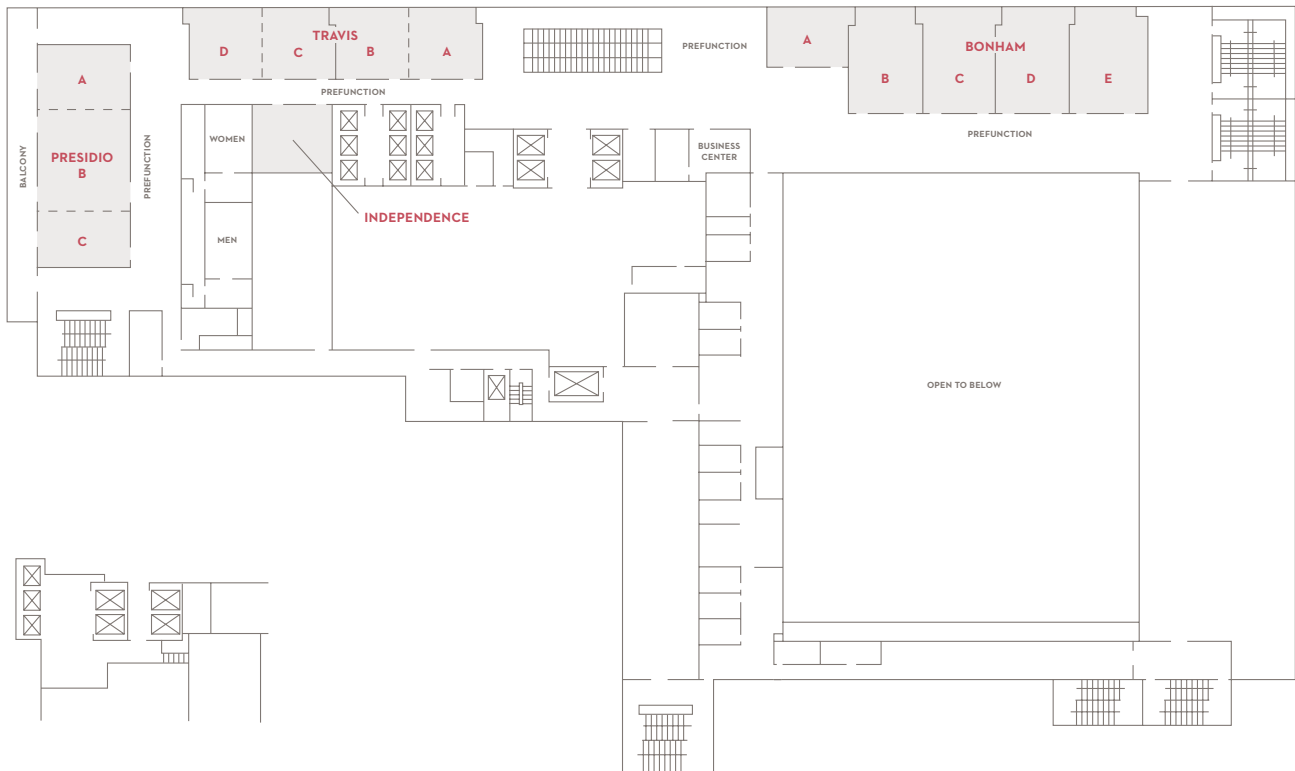 TRAVIS
D
C
B
A
PREFUNCTION
PREFUNCTION
A
BONHAM
B
C
D
E
PREFUNCTION
A
PRESIDIO
B
C
BALCONY
PREFUNCTION
WOMEN
MEN
INDEPENDENCE
BUSINESS
CENTER
OPEN TO BELOW